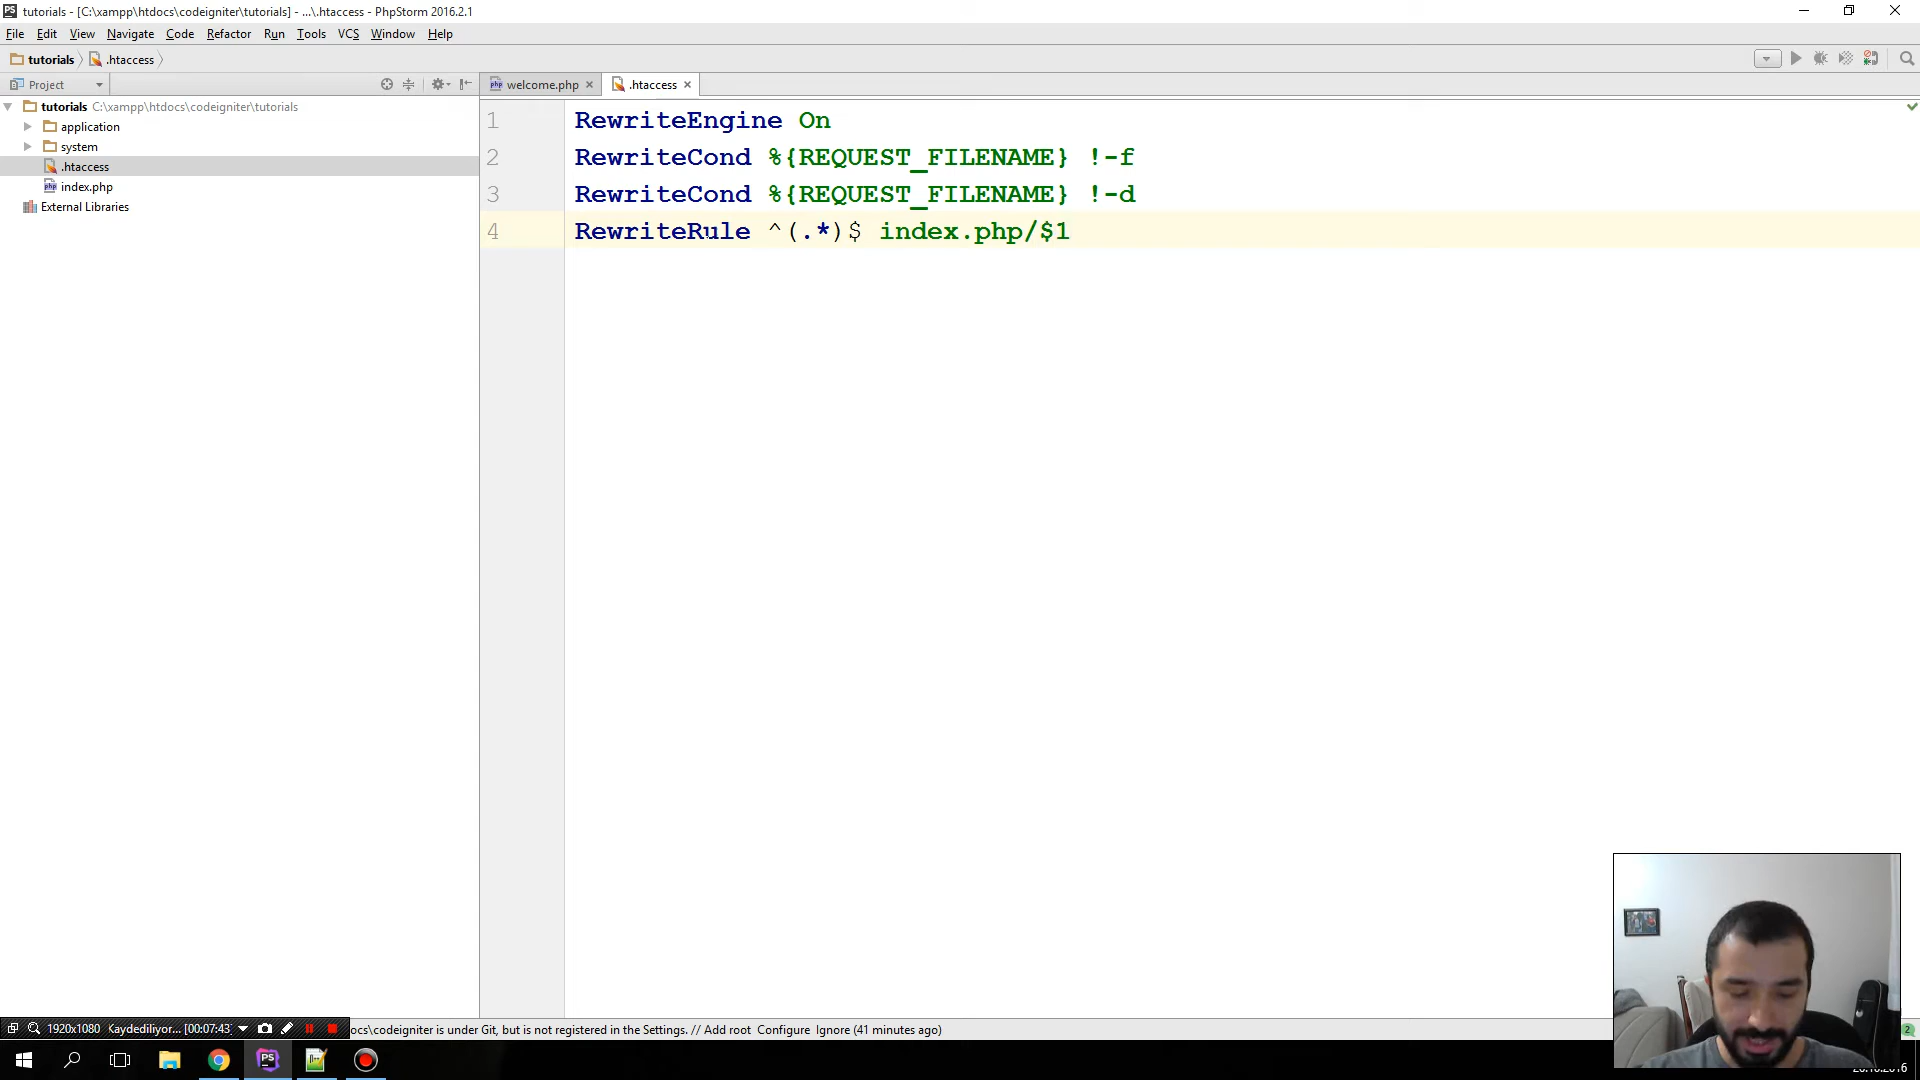 tutorials - [C:\xampp\htdocs\codeigniter\tutorials] - ...\.htaccess - PhpStorm 2016.2.1
File Edit View Navigate Code Refactor Run Tools VCS Window Help
tutorials .htaccess
Project
welcome.php .htaccess
tutorials C:\xampp\htdocs\codeigniter\tutorials
application
system
.htaccess
index.php
External Libraries
1 RewriteEngine On
2 RewriteCond %{REQUEST_FILENAME} !-f
3 RewriteCond %{REQUEST_FILENAME} !-d
4 RewriteRule ^(.*)$ index.php/$1
1920x1080 Kaydediliyor... [00:07:43]
ocs\codeigniter is under Git, but is not registered in the Settings. // Add root Configure Ignore (41 minutes ago)
2